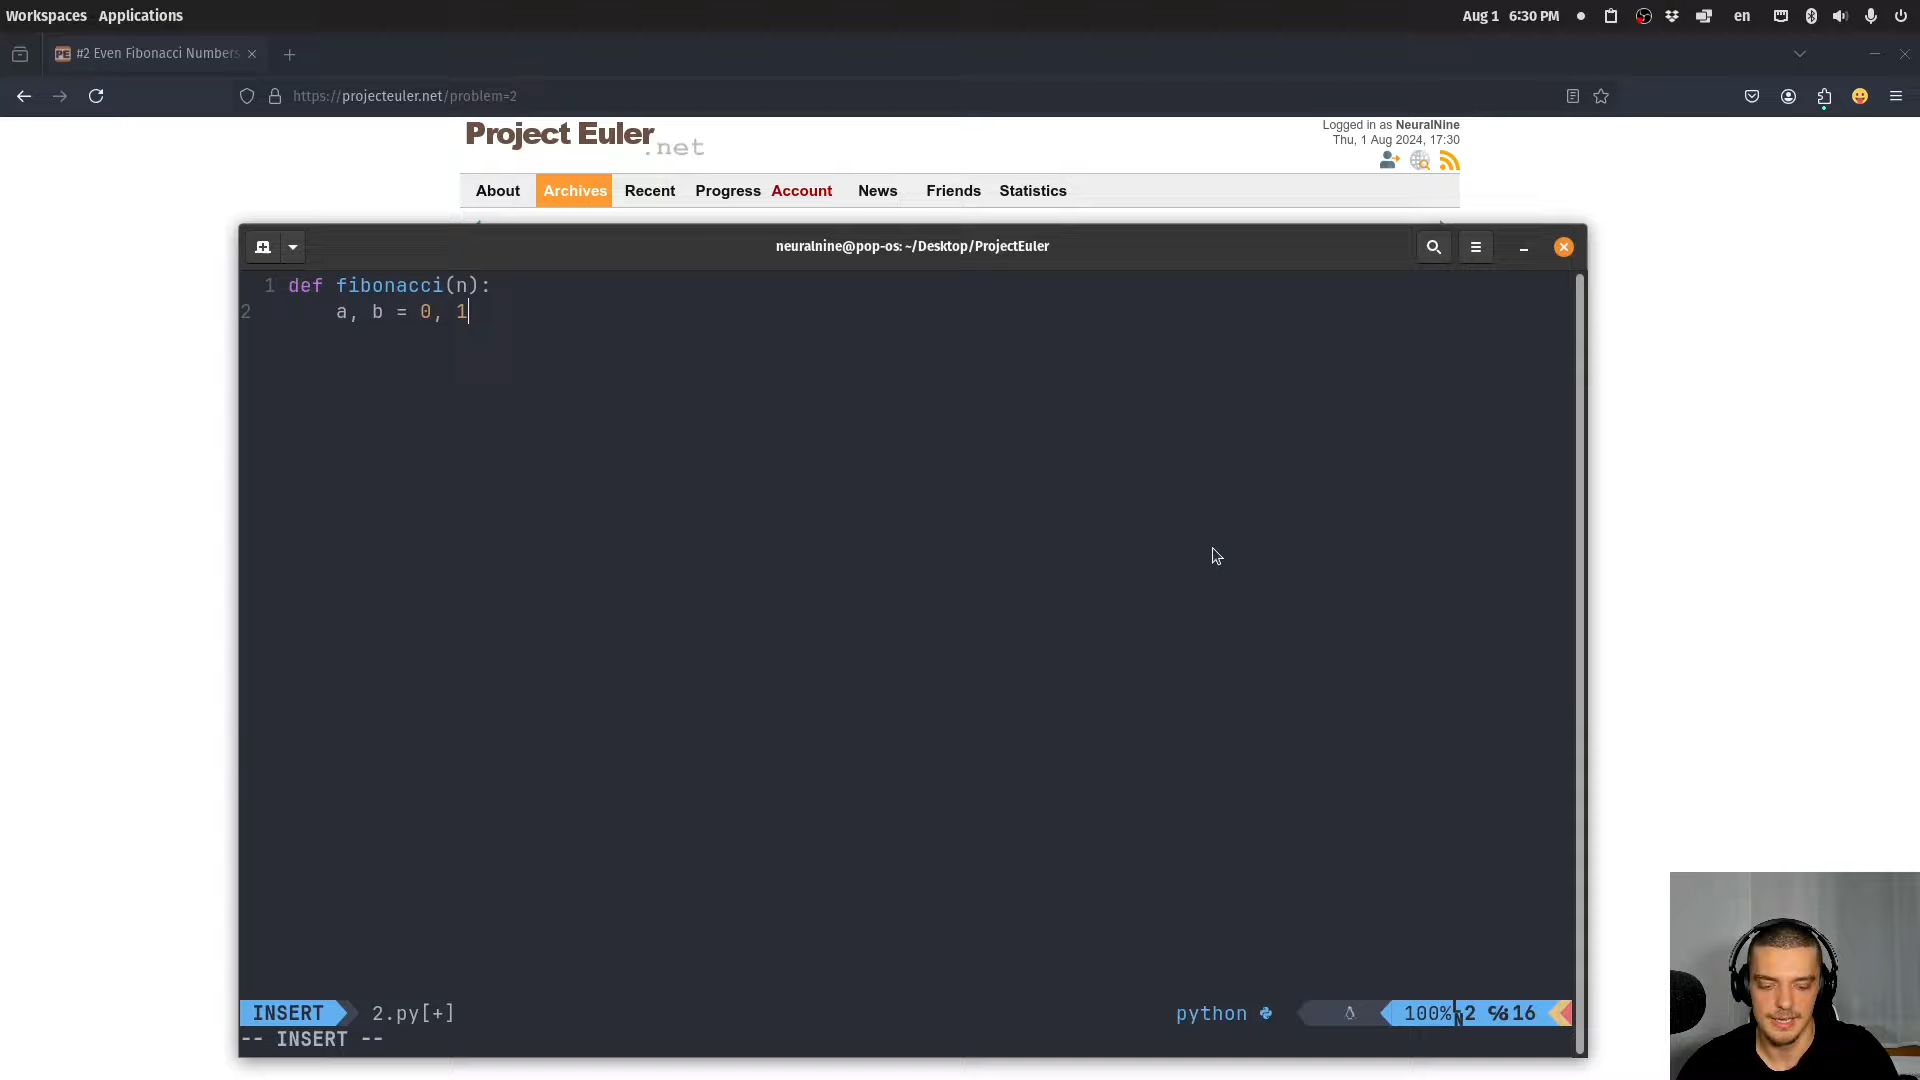 Workspaces Applications
Aug 1 6:30 PM
en
PE #2 Even Fibonacci Numbers
https://projecteuler.net/problem=2
Project Euler
.net
Logged in as NeuralNine
Thu, 1 Aug 2024, 17:30
About Archives Recent Progress Account News Friends Statistics
neuralnine@pop-os: ~/Desktop/ProjectEuler
1 def fibonacci(n):
2 a, b = 0, 1
INSERT 2.py[+]
python 100% 2 ℅:16
-- INSERT --